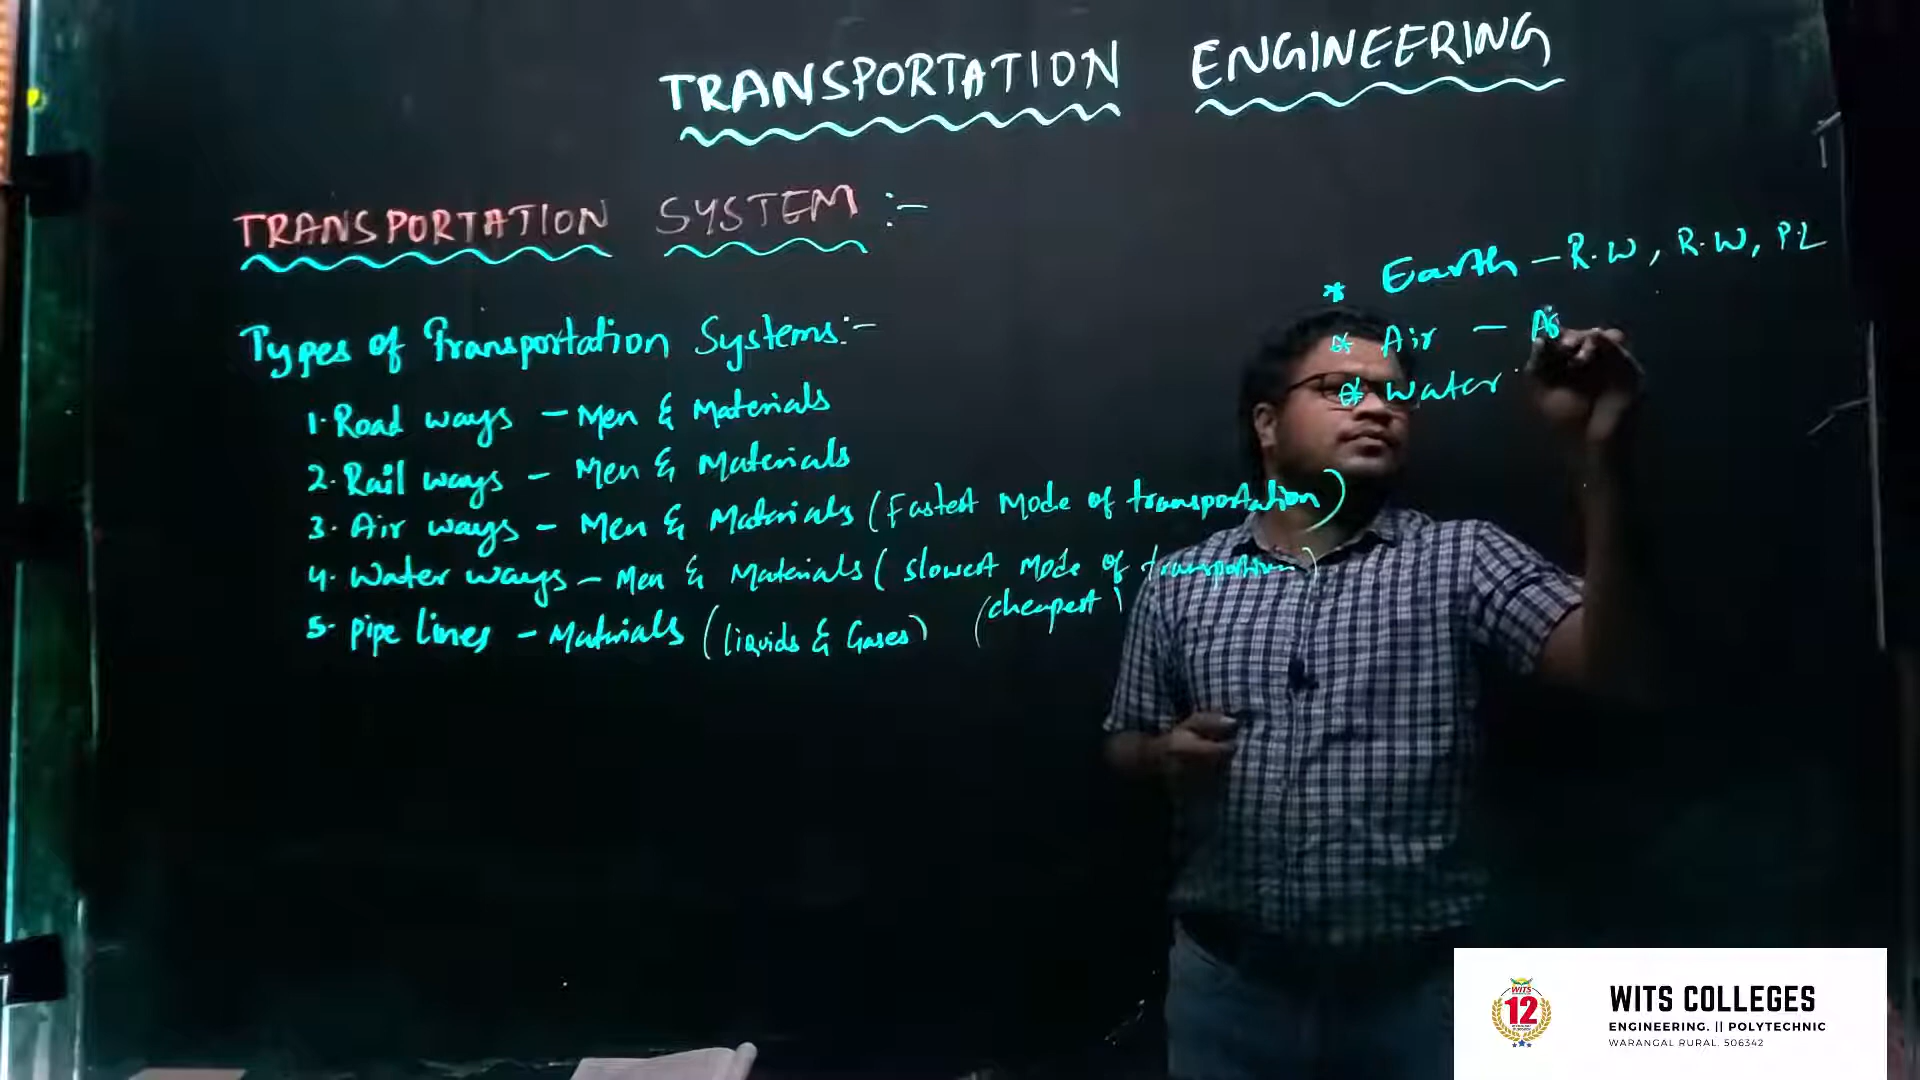 TRANSPORTATION ENGINEERING
TRANSPORTATION SYSTEM :-
Types of Transportation Systems:-
1. Road ways - Men & Materials
2. Rail ways - Men & Materials
3. Air ways - Men & Materials (Fastest Mode of transportation)
4. Water ways - Men & Materials (slowest Mode of transportation)
(cheapest)
5. pipe lines - Materials (liquids & Gases)
* Earth - R.W, R.W, P.L
* Air -
* Water
WITS
12
WITS COLLEGES
ENGINEERING. || POLYTECHNIC
WARANGAL RURAL. 506342